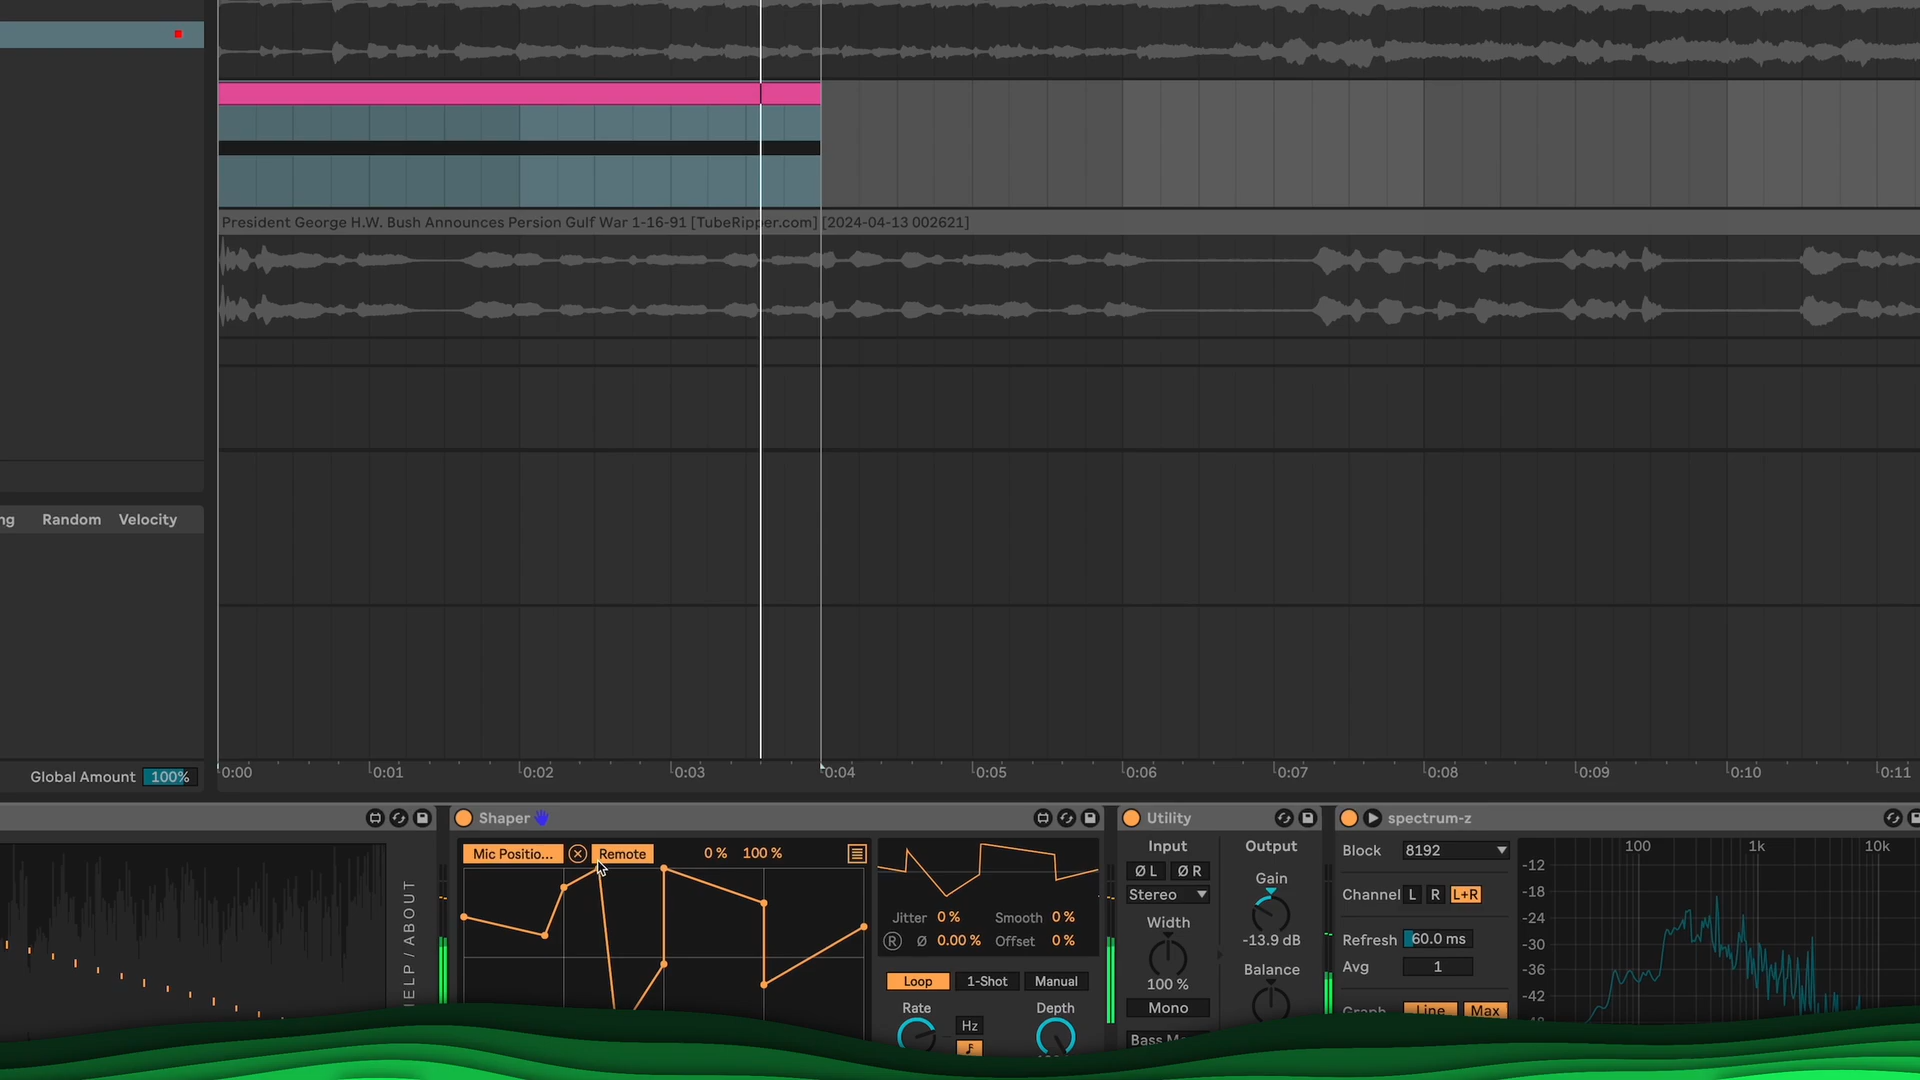 President George H.W. Bush Announces Persion Gulf War 1-16-91 [TubeRipper.com] [2024-04-13 002621]
ng Random Velocity
Global Amount 100%
0:00 0:01 0:02 0:03 0:04 0:05 0:06 0:07 0:08 0:09 0:10 0:11
Shaper
Utility
spectrum-z
Mic Positio... Remote 0 % 100 %
HELP / ABOUT
Jitter 0 % Smooth 0 %
R Ø 0.00 % Offset 0 %
Loop 1-Shot Manual
Rate Hz Depth
Input Output
Ø L Ø R
Gain
Stereo
Width
-13.9 dB
Balance
100 %
Mono
Block 8192
Channel L R L+R
Refresh 60.0 ms
Avg 1
Graph Line Max
100 1k 10k
-12
-18
-24
-30
-36
-42